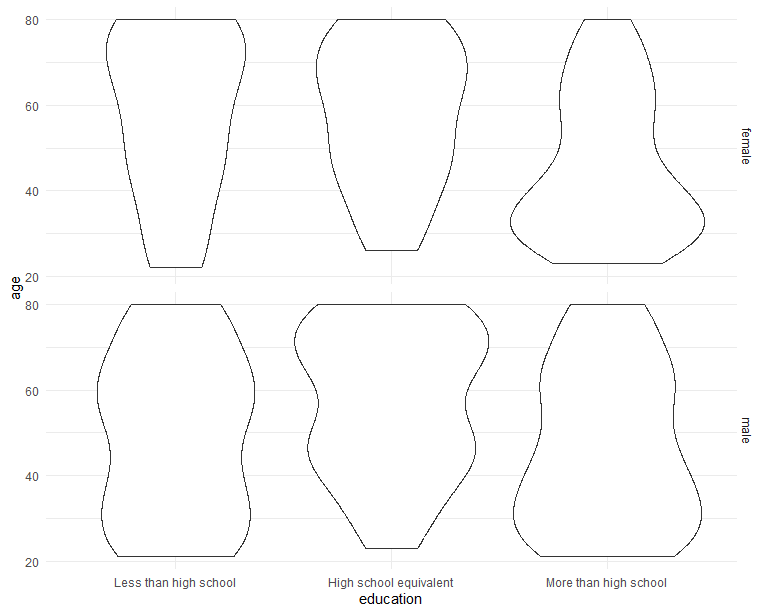 80
60
40
20
female
age
80
60
40
20
male
Less than high school
High school equivalent
More than high school
education